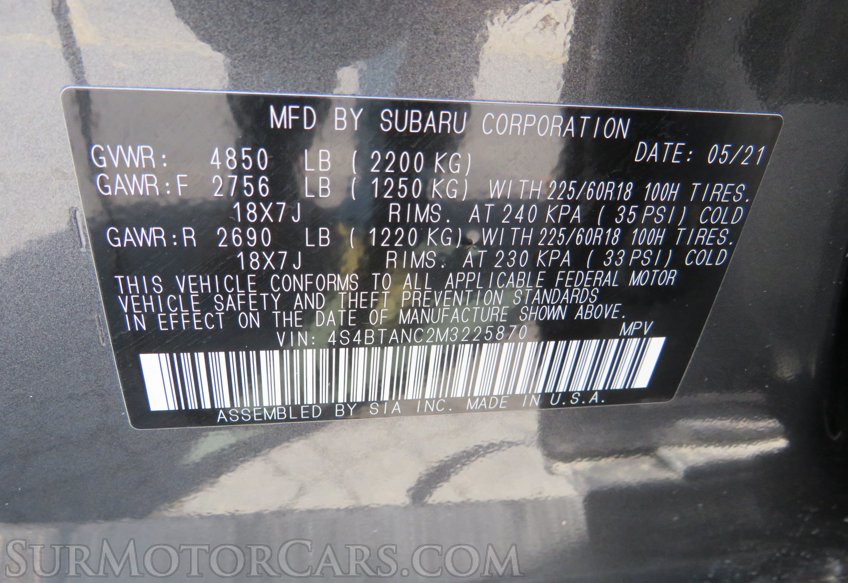 MFD BY SUBARU CORPORATION
GVWR: 4850 LB ( 2200 KG) DATE: 05/21
GAWR:F 2756 LB ( 1250 KG) WITH 225/60R18 100H TIRES.
18X7J RIMS. AT 240 KPA ( 35 PSI) COLD
GAWR:R 2690 LB ( 1220 KG) WITH 225/60R18 100H TIRES.
18X7J RIMS. AT 230 KPA ( 33 PSI) COLD
THIS VEHICLE CONFORMS TO ALL APPLICABLE FEDERAL MOTOR
VEHICLE SAFETY AND THEFT PREVENTION STANDARDS
IN EFFECT ON THE DATE OF MANUFACTURE SHOWN ABOVE.
VIN: 4S4BTANC2M3225870 MPV
ASSEMBLED BY SIA INC. MADE IN U.S.A.
SurMotorCars.com